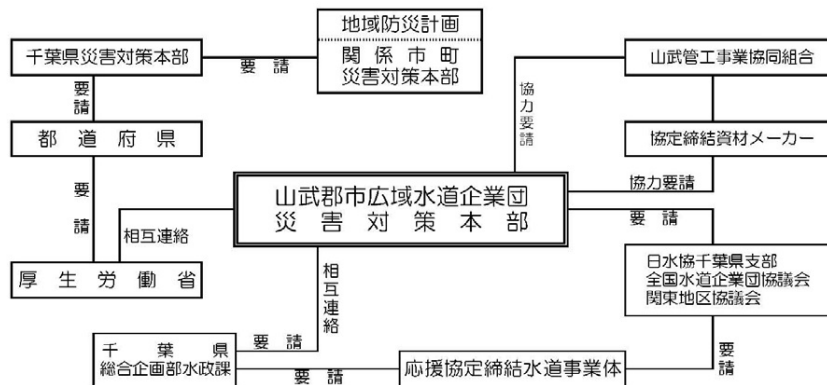 地域防災計画
関係市町
災害対策本部
千葉県災害対策本部
要請
山武管工事業協同組合
協力要請
要請
都道府県
協定締結資材メーカー
要請
協力要請
山武郡市広域水道企業団
災害対策本部
要請
相互連絡
厚生労働省
相互連絡
日水協千葉県支部
全国水道企業団協議会
関東地区協議会
千葉県
総合企画部水政課
要請
要請
応援協定締結水道事業体
要請